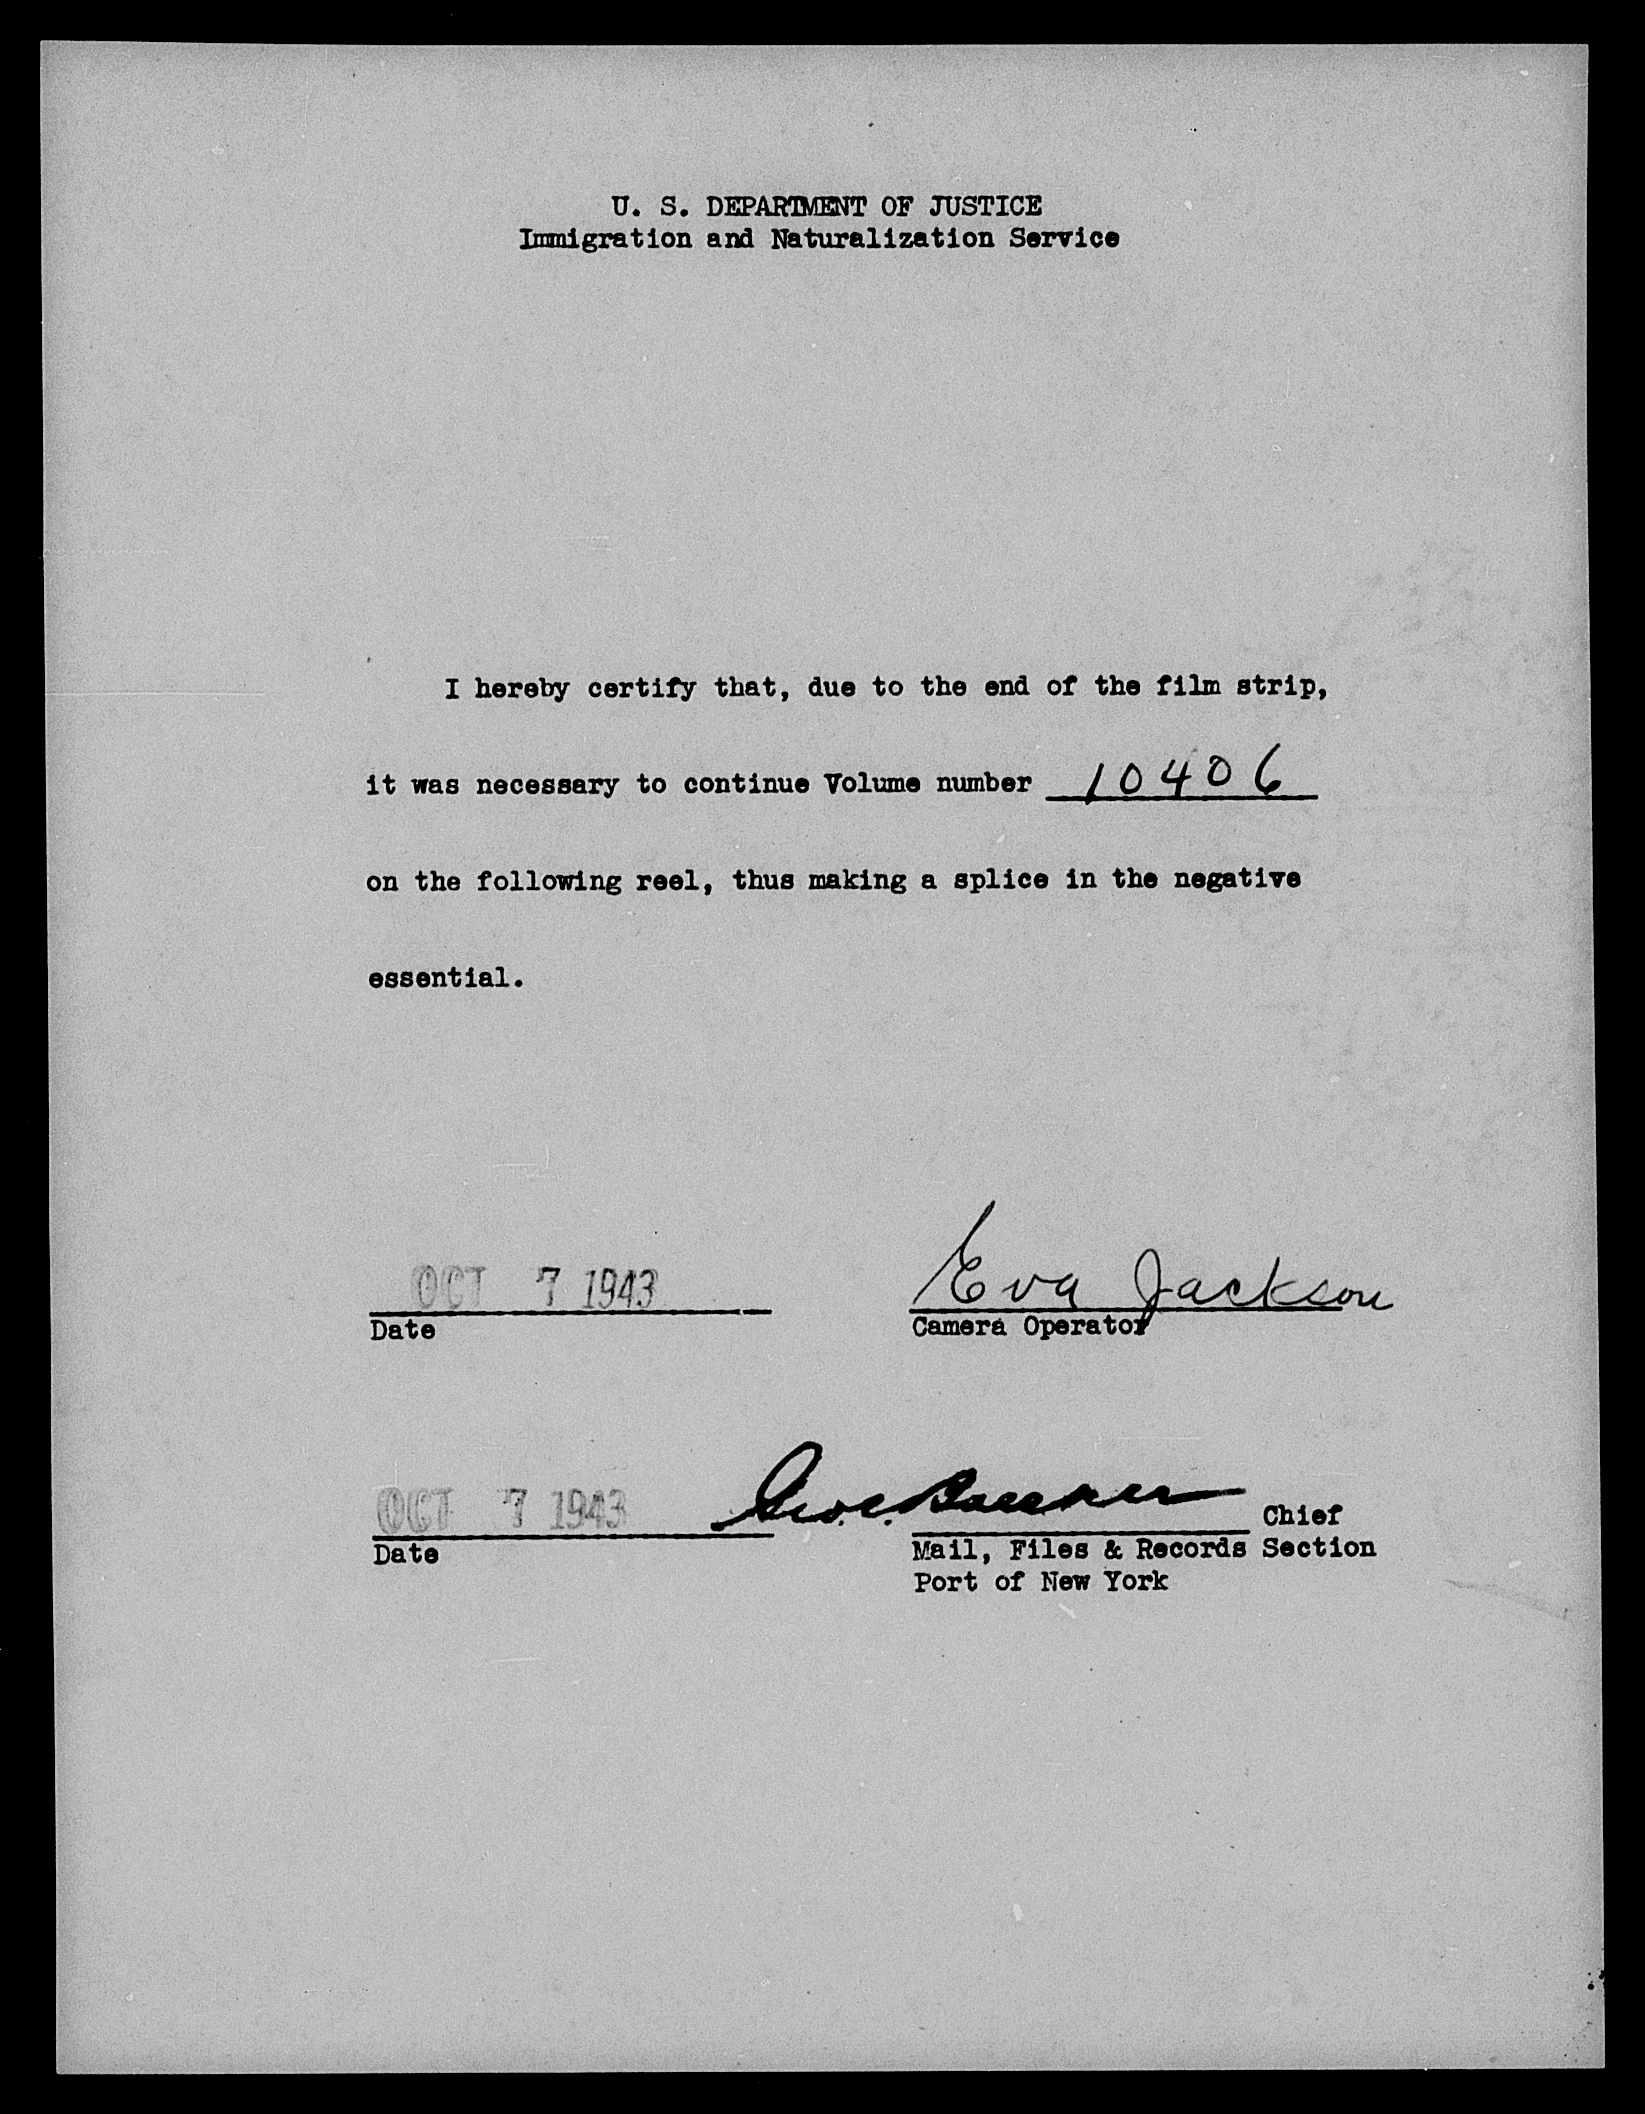 U. S. DEPARTMENT OF JUSTICE
Immigration and Naturalization Service
I hereby certify that, due to the end of the film strip,
it was necessary to continue Volume number 10406
on the following reel, thus making a splice in the negative
essential.
OCT 7 1943
Eva Jackson
Date
Camera Operator
OCT 7 1943
Chief
Date
Mail, Files & Records Section
Port of New York